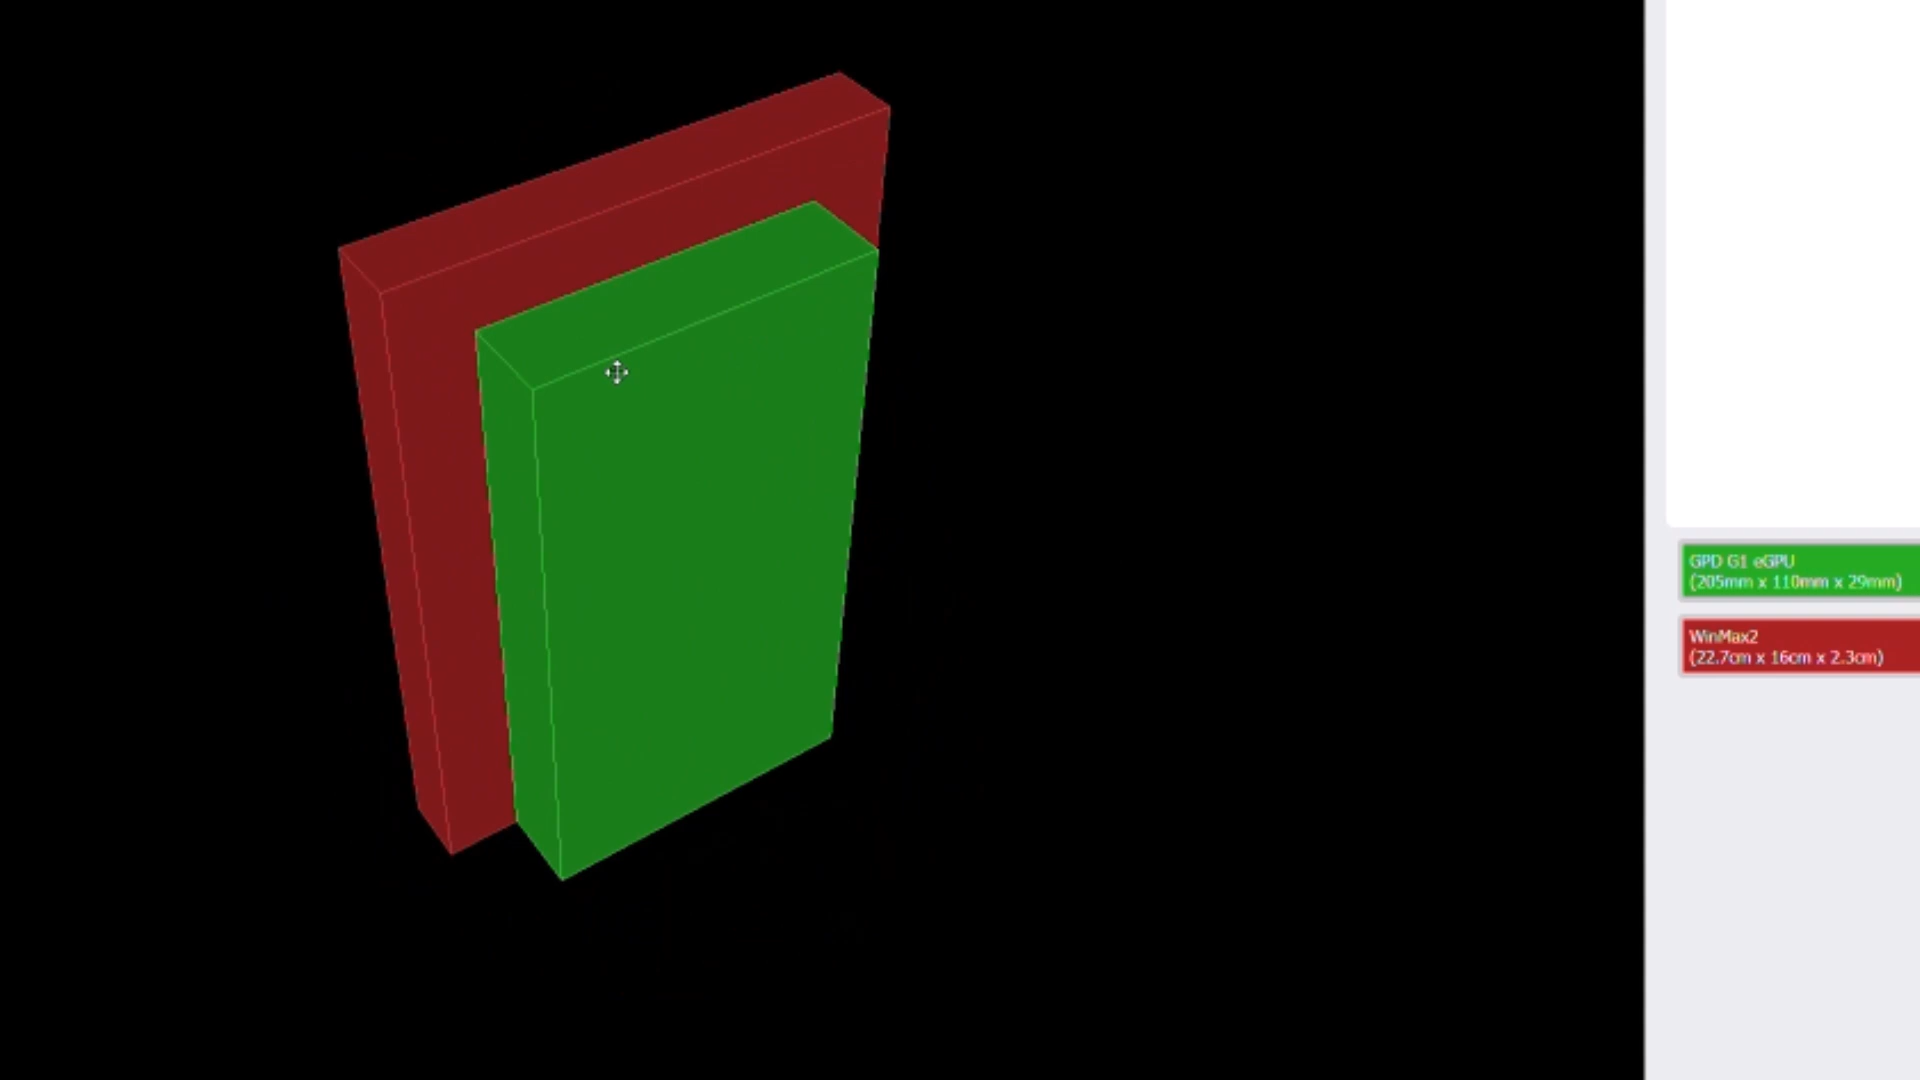 GPD G1 eGPU
(205mm x 110mm x 29mm)
WinMax2
(22.7cm x 16cm x 2.3cm)